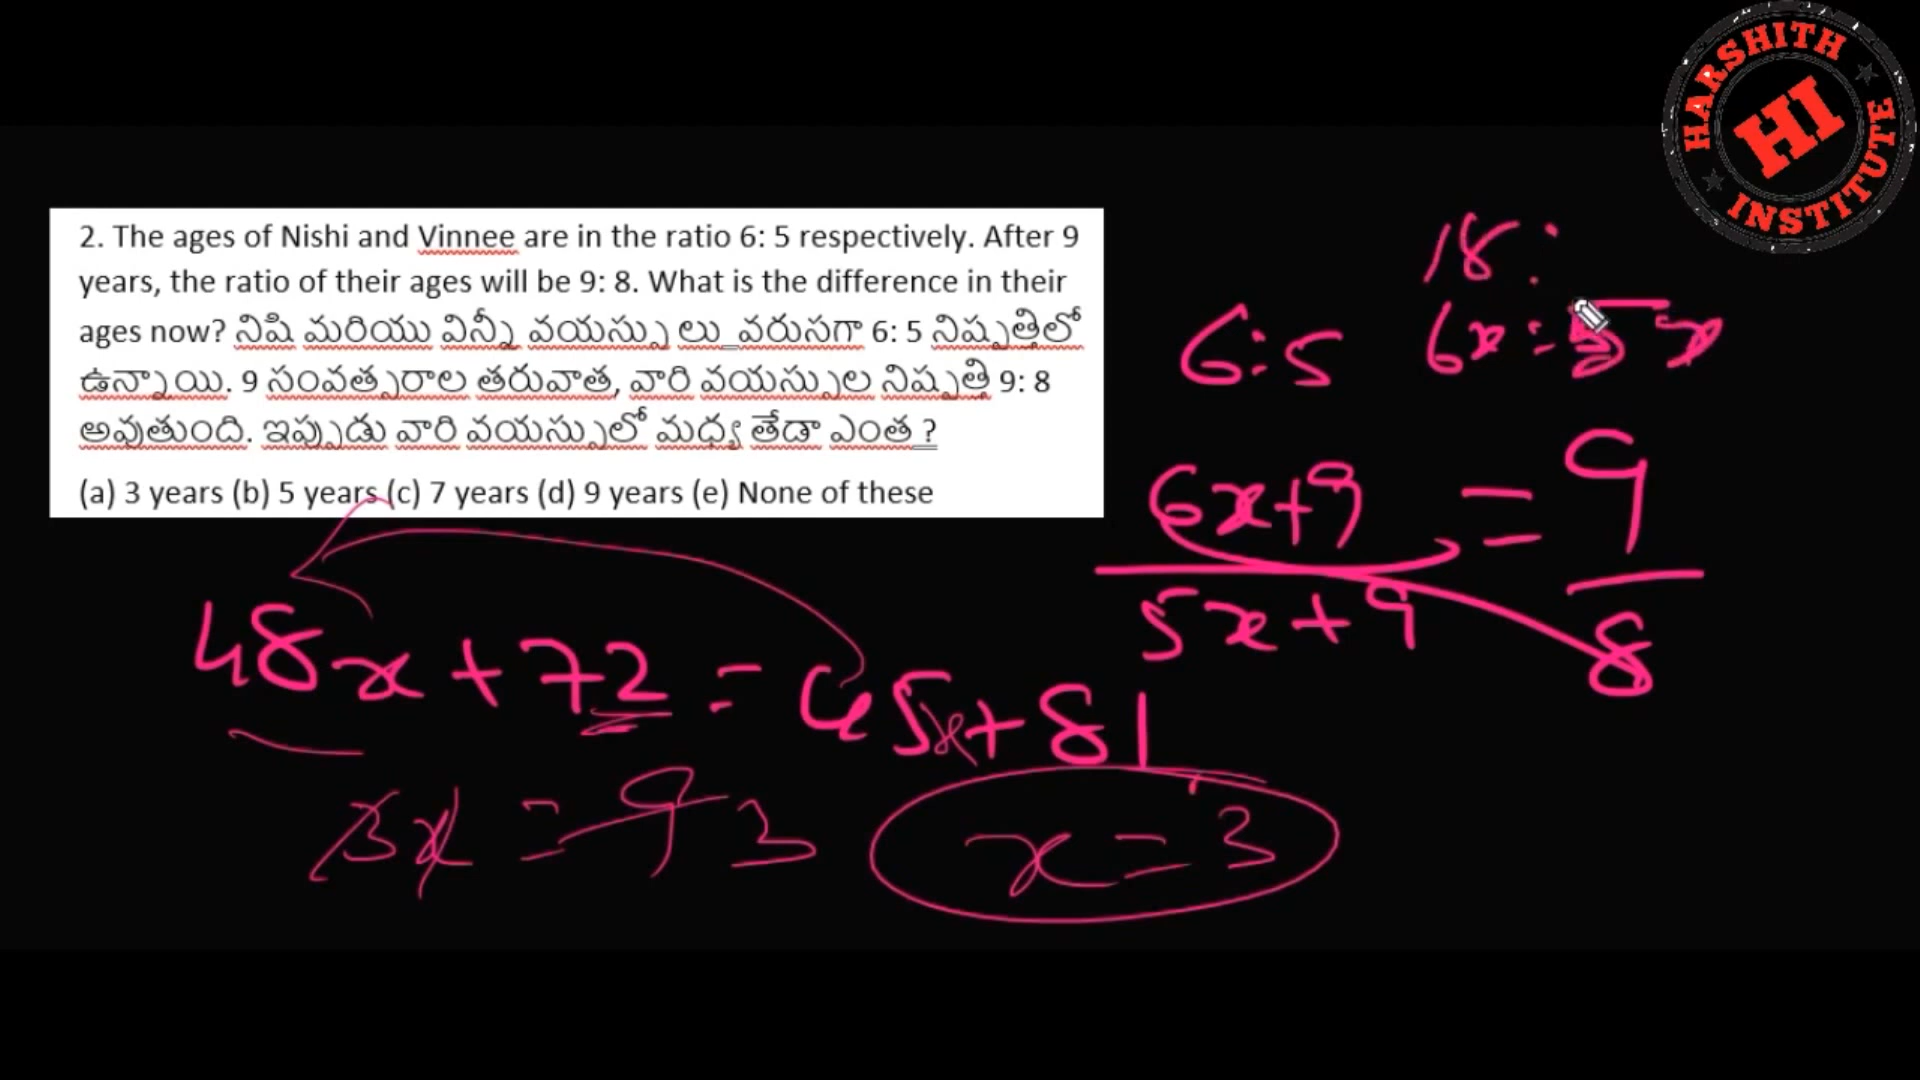 HARSHITH
HI
INSTITUTE
2. The ages of Nishi and Vinnee are in the ratio 6: 5 respectively. After 9
years, the ratio of their ages will be 9: 8. What is the difference in their
ages now? నిషి మరియు విన్నీ వయస్సు లు వరుసగా 6: 5 నిష్పత్తిలో
ఉన్నాయి. 9 సంవత్సరాల తరువాత, వారి వయస్సుల నిష్పత్తి 9: 8
అవుతుంది. ఇప్పుడు వారి వయస్సులో మధ్య తేడా ఎంత ?
(a) 3 years (b) 5 years (c) 7 years (d) 9 years (e) None of these
18:
6:5 6x:5x
6x+9 = 9
5x+9 8
48x+72 = 45x+81
3x = 9 3
x = 3